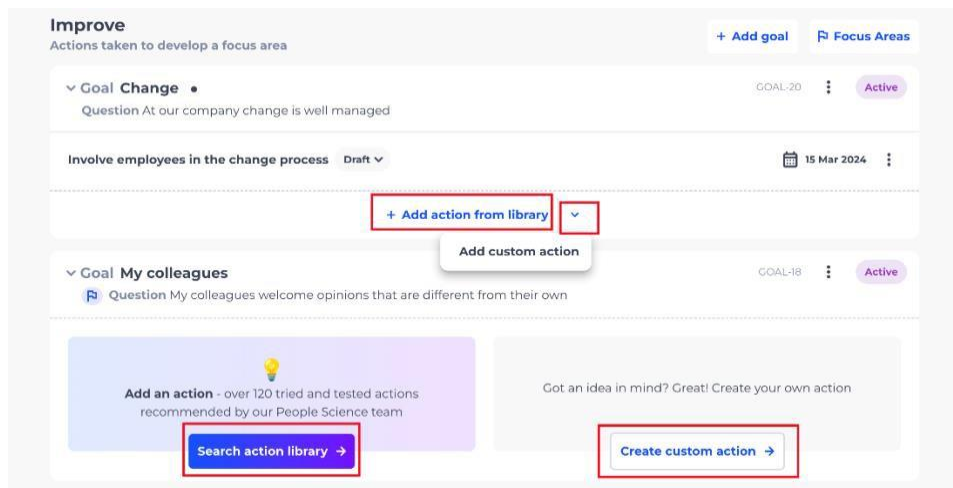 Improve
Actions taken to develop a focus area
+ Add goal
Focus Areas
Goal Change •
GOAL-20
Active
Question At our company change is well managed
Involve employees in the change process
Draft
15 Mar 2024
+ Add action from library
Add custom action
Goal My colleagues
GOAL-18
Active
Question My colleagues welcome opinions that are different from their own
Add an action - over 120 tried and tested actions
recommended by our People Science team
Search action library →
Got an idea in mind? Great! Create your own action
Create custom action →